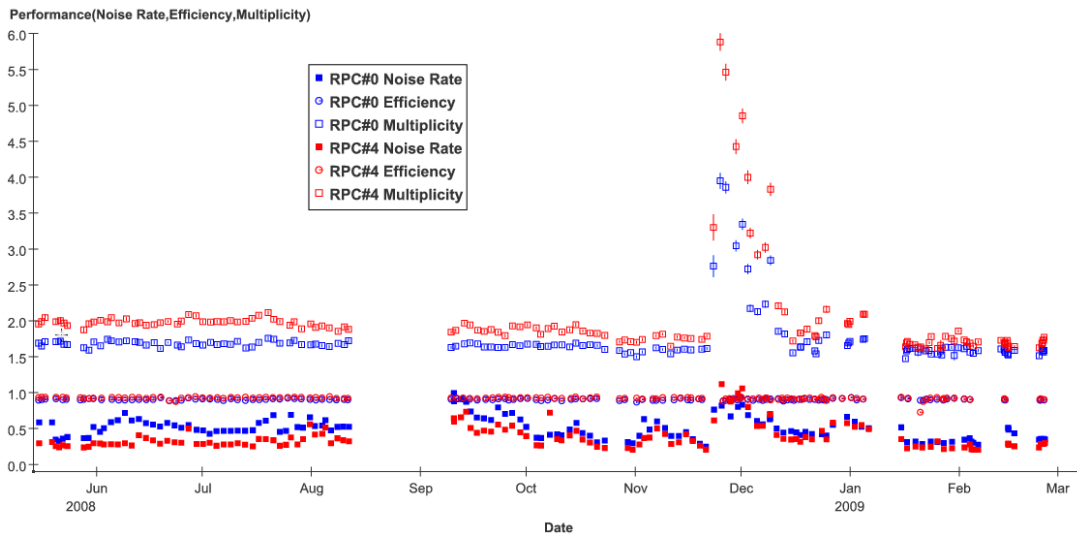 Performance(Noise Rate,Efficiency,Multiplicity)
6.0
5.5
5.0
4.5
4.0
3.5
3.0
2.5
2.0
1.5
1.0
0.5
0.0
RPC#0 Noise Rate
RPC#0 Efficiency
RPC#0 Multiplicity
RPC#4 Noise Rate
RPC#4 Efficiency
RPC#4 Multiplicity
Jun Jul Aug Sep Oct Nov Dec Jan Feb Mar
2008 2009
Date